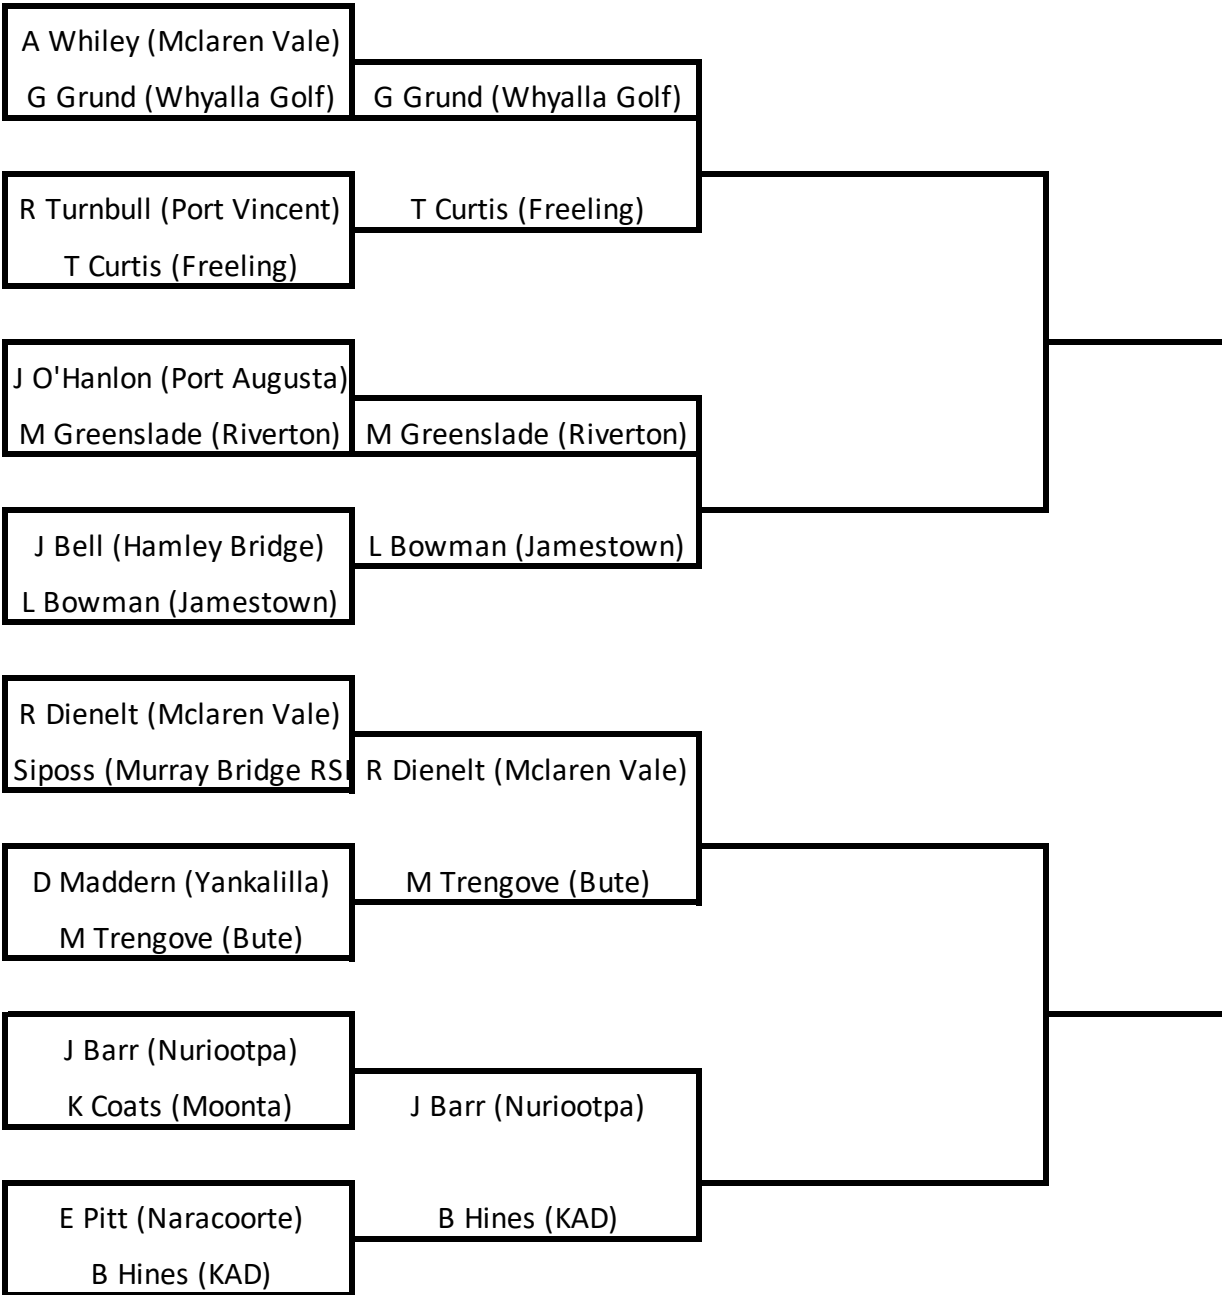 A Whiley (Mclaren Vale)
G Grund (Whyalla Golf)
G Grund (Whyalla Golf)
R Turnbull (Port Vincent)
T Curtis (Freeling)
T Curtis (Freeling)
J O'Hanlon (Port Augusta)
M Greenslade (Riverton)
M Greenslade (Riverton)
J Bell (Hamley Bridge)
L Bowman (Jamestown)
L Bowman (Jamestown)
R Dienelt (Mclaren Vale)
Siposs (Murray Bridge
R Dienelt (Mclaren Vale)
D Maddern (Yankalilla)
M Trengove (Bute)
M Trengove (Bute)
J Barr (Nuriootpa)
K Coats (Moonta)
J Barr (Nuriootpa)
E Pitt (Naracoorte)
B Hines (KAD)
B Hines (KAD)